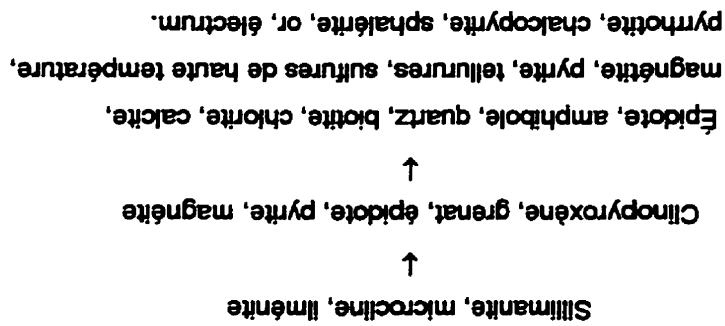 Sillimanite, microcline, ilménite
↓
Clinopyroxène, grenat, épidote, pyrite, magnéite
↓
Épidote, amphibole, quartz, biotite, chlorite, calcite,
magnétite, pyrite, tellurures, sulfures de haute température,
pyrrhotite, chalcopyrite, sphalérite, or, électrum.